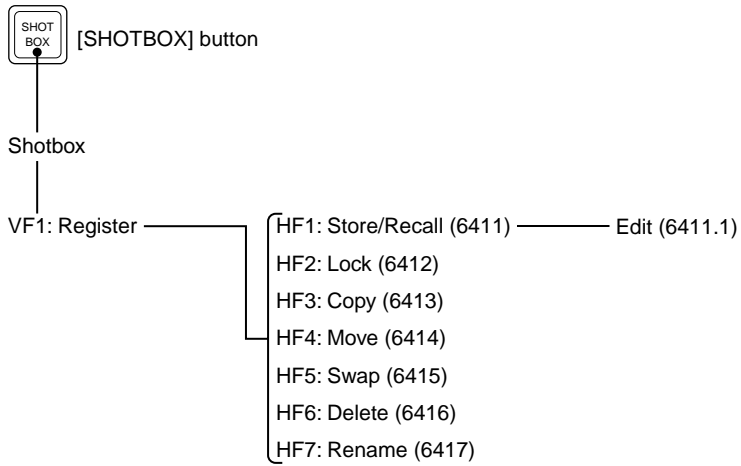 SHOT
BOX
[SHOTBOX] button
Shotbox
VF1: Register
HF1: Store/Recall (6411)
Edit (6411.1)
HF2: Lock (6412)
HF3: Copy (6413)
HF4: Move (6414)
HF5: Swap (6415)
HF6: Delete (6416)
HF7: Rename (6417)